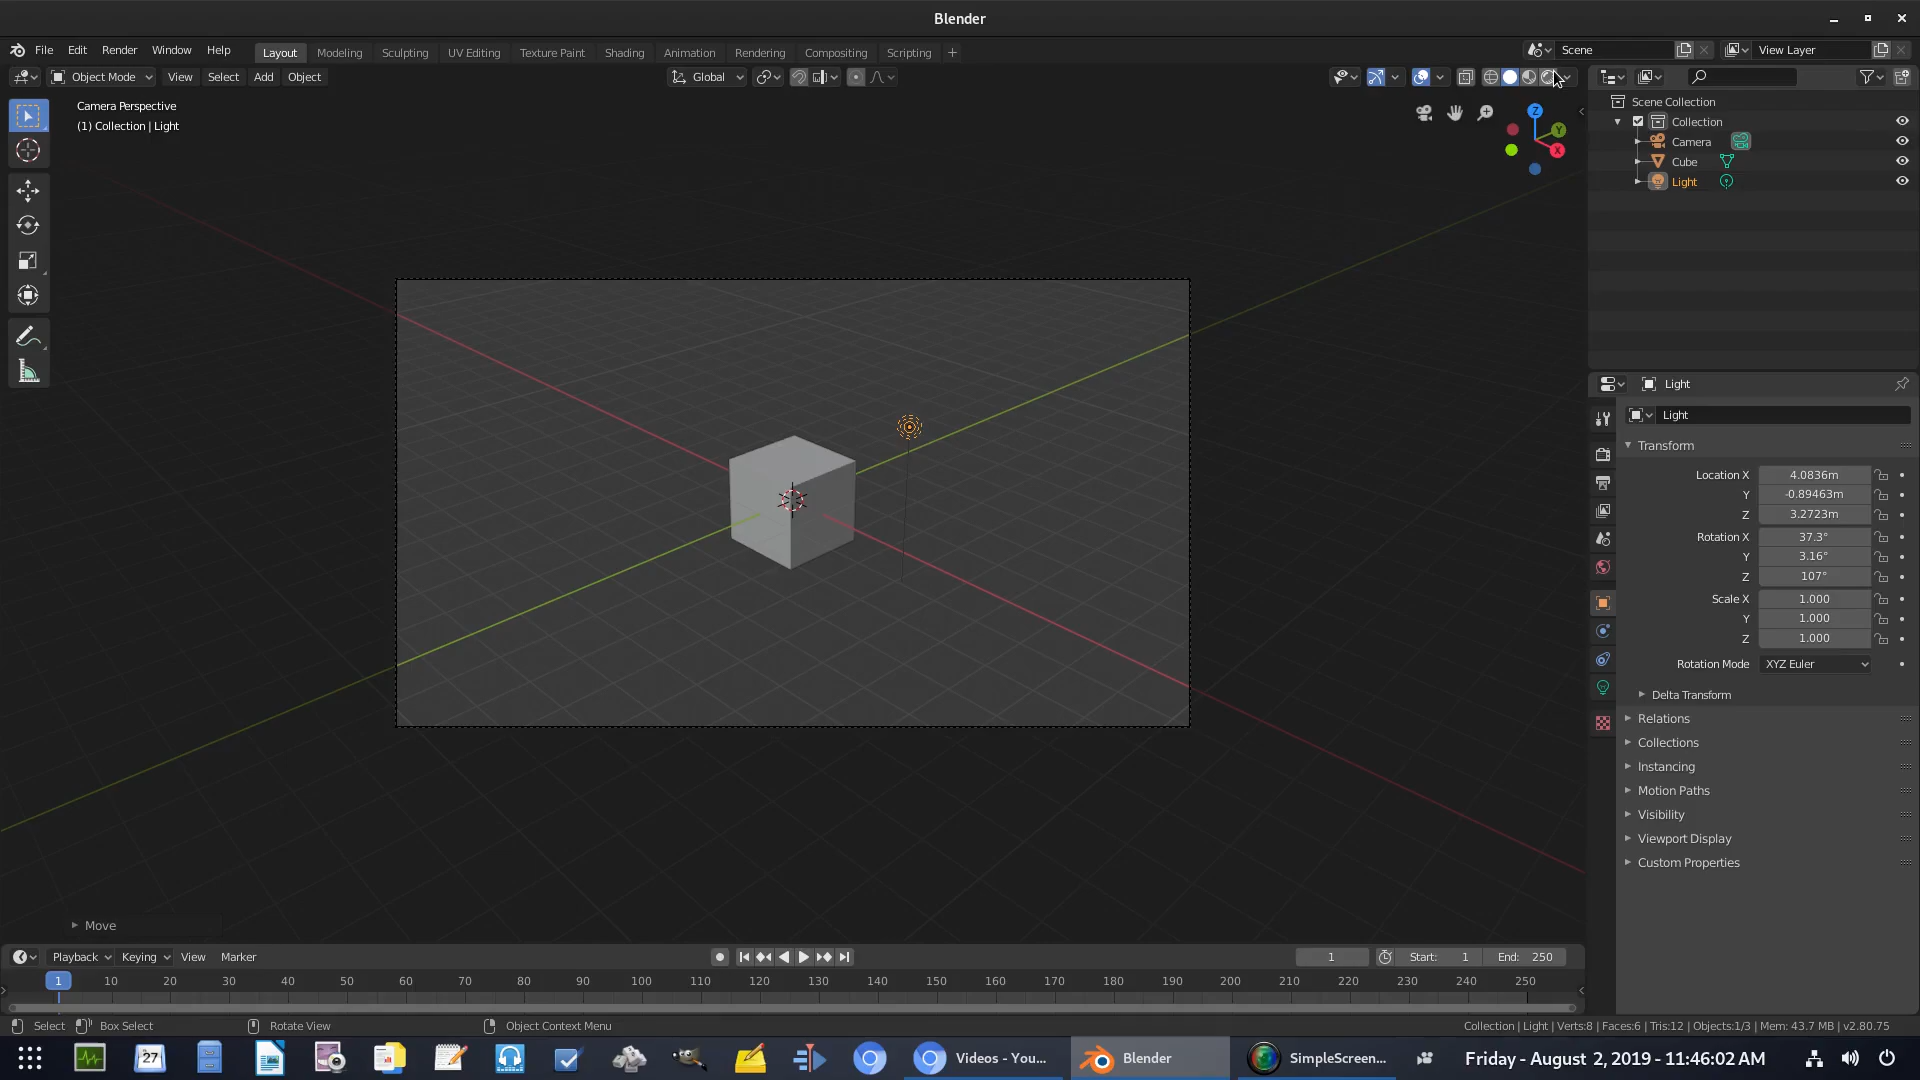 Blender
File Edit Render Window Help Layout Modeling Sculpting UV Editing Texture Paint Shading Animation Rendering Compositing Scripting + Scene View Layer
Object Mode View Select Add Object Global
Camera Perspective
(1) Collection | Light
Z
Y
X
Move
Scene Collection
Collection
Camera
Cube
Light
Light
Light
Transform
Location X 4.0836m
Y -0.89463m
Z 3.2723m
Rotation X 37.3°
Y 3.16°
Z 107°
Scale X 1.000
Y 1.000
Z 1.000
Rotation Mode XYZ Euler
Delta Transform
Relations
Collections
Instancing
Motion Paths
Visibility
Viewport Display
Custom Properties
Playback Keying View Marker 1 Start: 1 End: 250
1 10 20 30 40 50 60 70 80 90 100 110 120 130 140 150 160 170 180 190 200 210 220 230 240 250
Select Box Select Rotate View Object Context Menu Collection | Light | Verts:8 | Faces:6 | Tris:12 | Objects:1/3 | Mem: 43.7 MB | v2.80.75
27 Videos - You... Blender SimpleScreen... Friday - August 2, 2019 - 11:46:02 AM